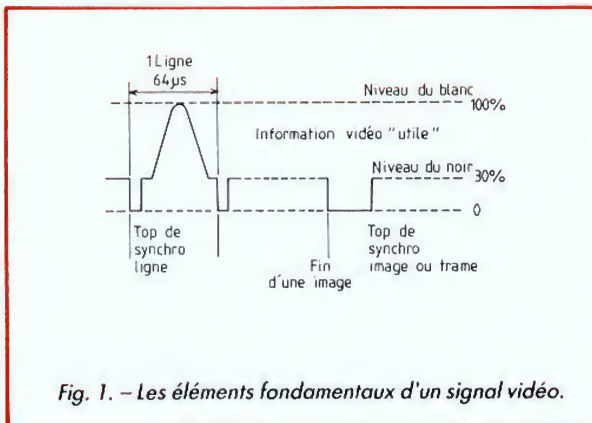 1 Ligne
64µs
Niveau du blanc
100%
Information vidéo "utile"
Niveau du noir
30%
0
Top de
synchro
ligne
Fin
d'une image
Top de
synchro
image ou trame
Fig. 1. – Les éléments fondamentaux d'un signal vidéo.